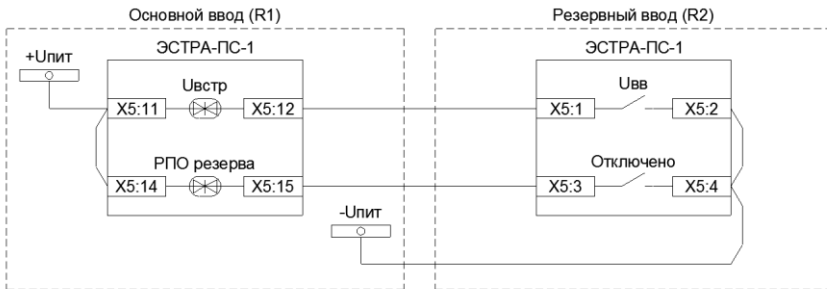 Основной ввод (R1)
Резервный ввод (R2)
+Uпит
ЭСТРА-ПС-1
ЭСТРА-ПС-1
Uвстр
Uвв
X5:11
X5:12
X5:1
X5:2
РПО резерва
Отключено
X5:14
X5:15
X5:3
X5:4
-Uпит